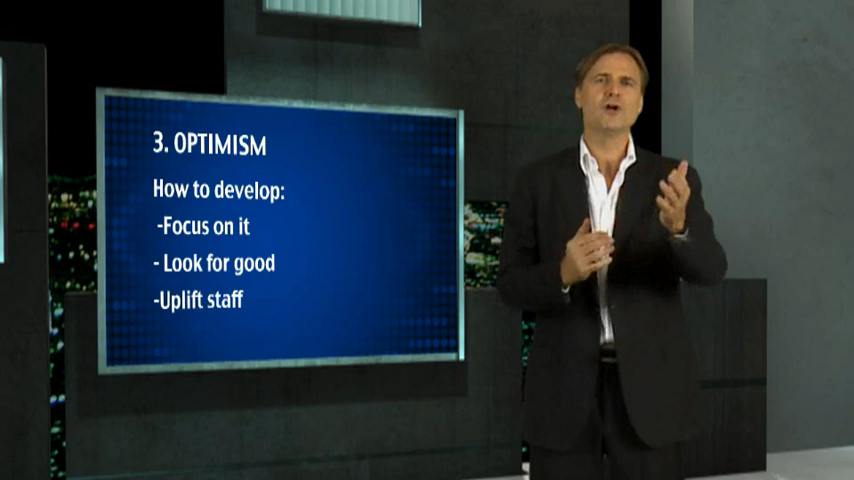 3. OPTIMISM
How to develop:
-Focus on it
- Look for good
-Uplift staff